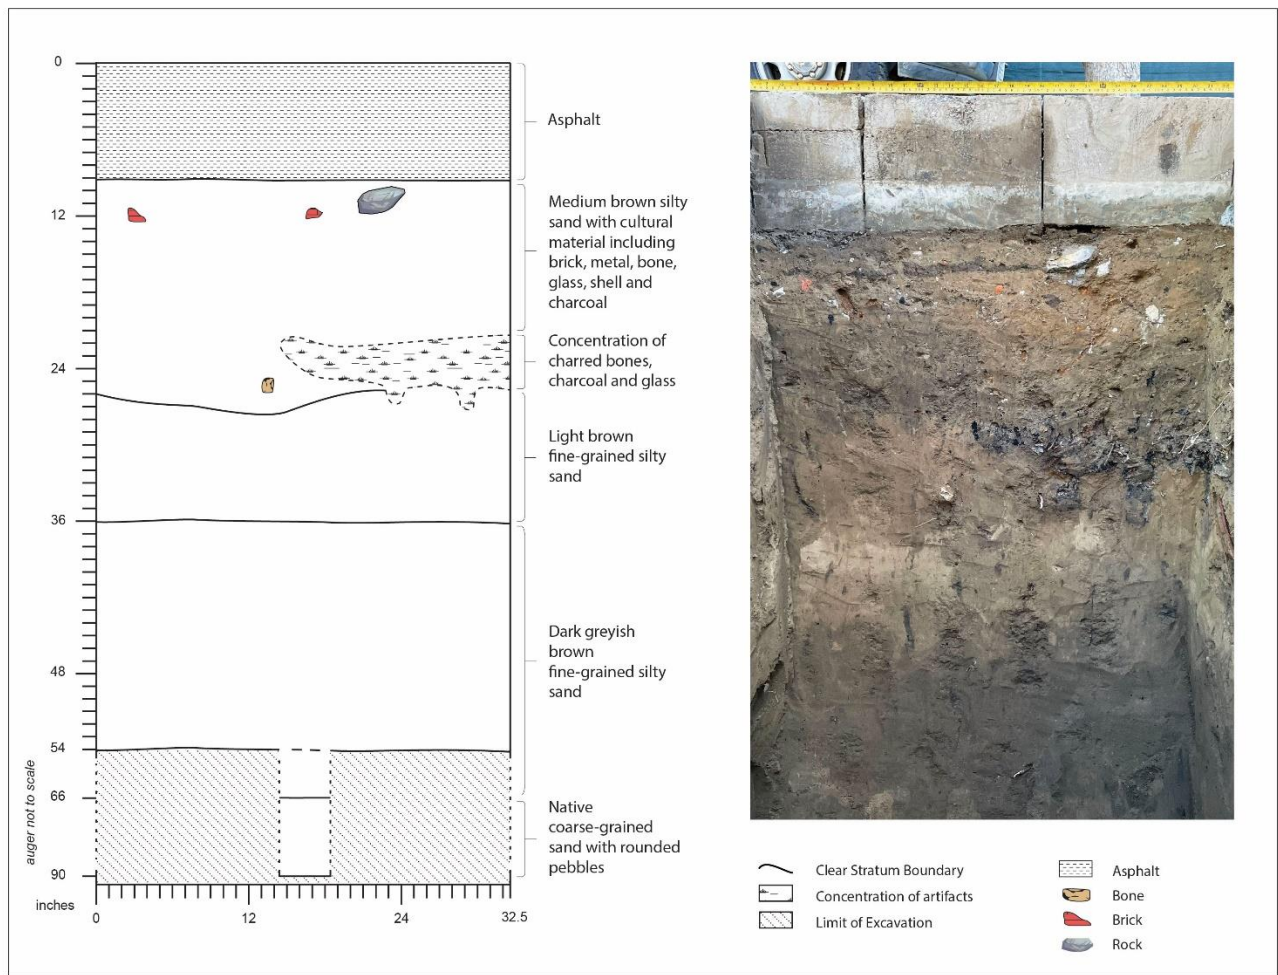 0
Asphalt
12
Medium brown silty
sand with cultural
material including
brick, metal, bone,
glass, shell and
charcoal
Concentration of
charred bones,
charcoal and glass
24
Light brown
fine-grained silty
sand
36
Dark greyish
brown
fine-grained silty
sand
48
54
auger not to scale
66
Native
coarse-grained
sand with rounded
pebbles
90
inches
0 12 24 32.5
Clear Stratum Boundary
Concentration of artifacts
Limit of Excavation
Asphalt
Bone
Brick
Rock